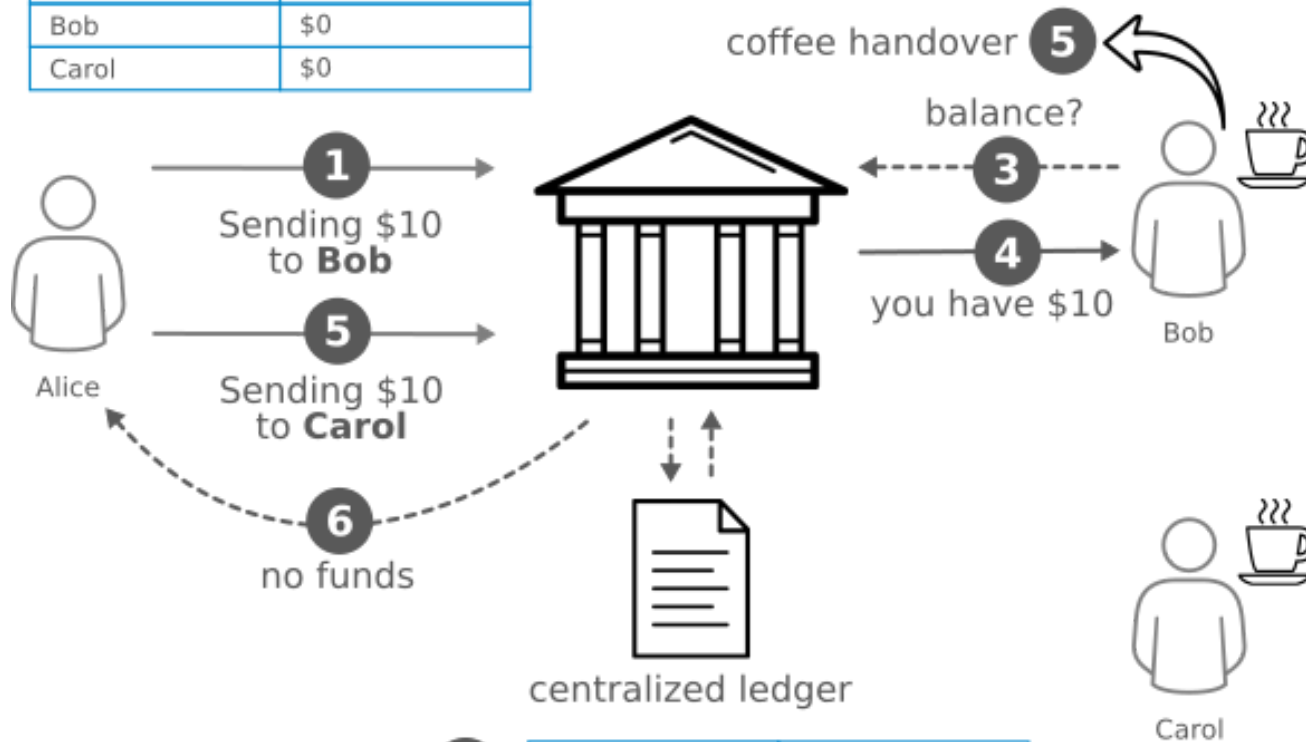 Bob $0
Carol $0
coffee handover 5
balance?
3
1
Sending $10
to Bob
4
you have $10
Bob
5
Alice
Sending $10
to Carol
6
no funds
centralized ledger
Carol